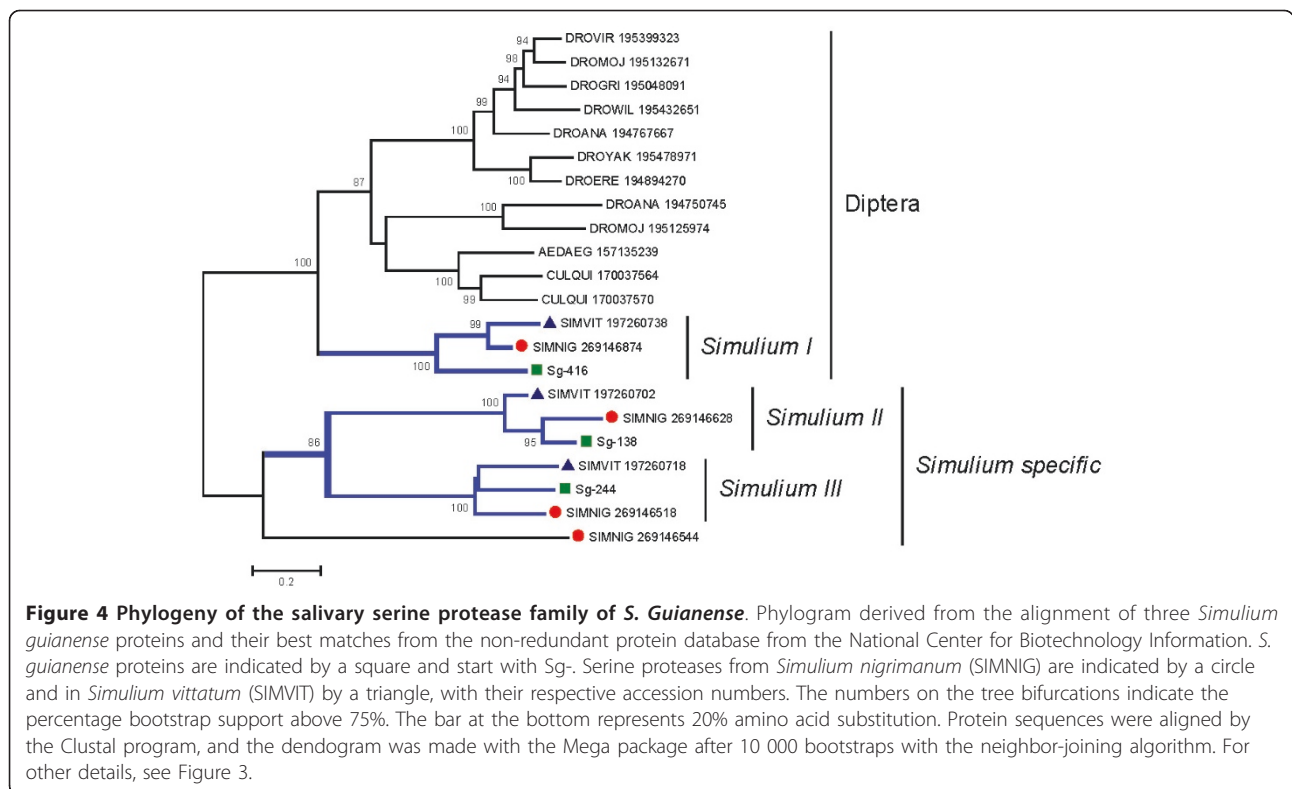 94
DROVIR 195399323
98
DROMOJ 195132671
94
DROGRI 195048091
99
DROWIL 195432651
100
DROANA 194767667
DROYAK 195478971
87
100
DROERE 194894270
Diptera
100
DROANA 194750745
DROMOJ 195125974
AEDAEG 157135239
100
100
CULQUI 170037564
99
CULQUI 170037570
99
SIMVIT 197260738
SIMNIG 269146874
Simulium I
100
Sg-416
SIMVIT 197260702
100
SIMNIG 269146628
Simulium II
86
95
Sg-138
Simulium specific
SIMVIT 197260718
Sg-244
Simulium III
100
SIMNIG 269146518
SIMNIG 269146544
0.2
Figure 4 Phylogeny of the salivary serine protease family of S. Guianense. Phylogram derived from the alignment of three Simulium
guianense proteins and their best matches from the non-redundant protein database from the National Center for Biotechnology Information. S.
guianense proteins are indicated by a square and start with Sg-. Serine proteases from Simulium nigrimanum (SIMNIG) are indicated by a circle
and in Simulium vittatum (SIMVIT) by a triangle, with their respective accession numbers. The numbers on the tree bifurcations indicate the
percentage bootstrap support above 75%. The bar at the bottom represents 20% amino acid substitution. Protein sequences were aligned by
the Clustal program, and the dendogram was made with the Mega package after 10 000 bootstraps with the neighbor-joining algorithm. For
other details, see Figure 3.